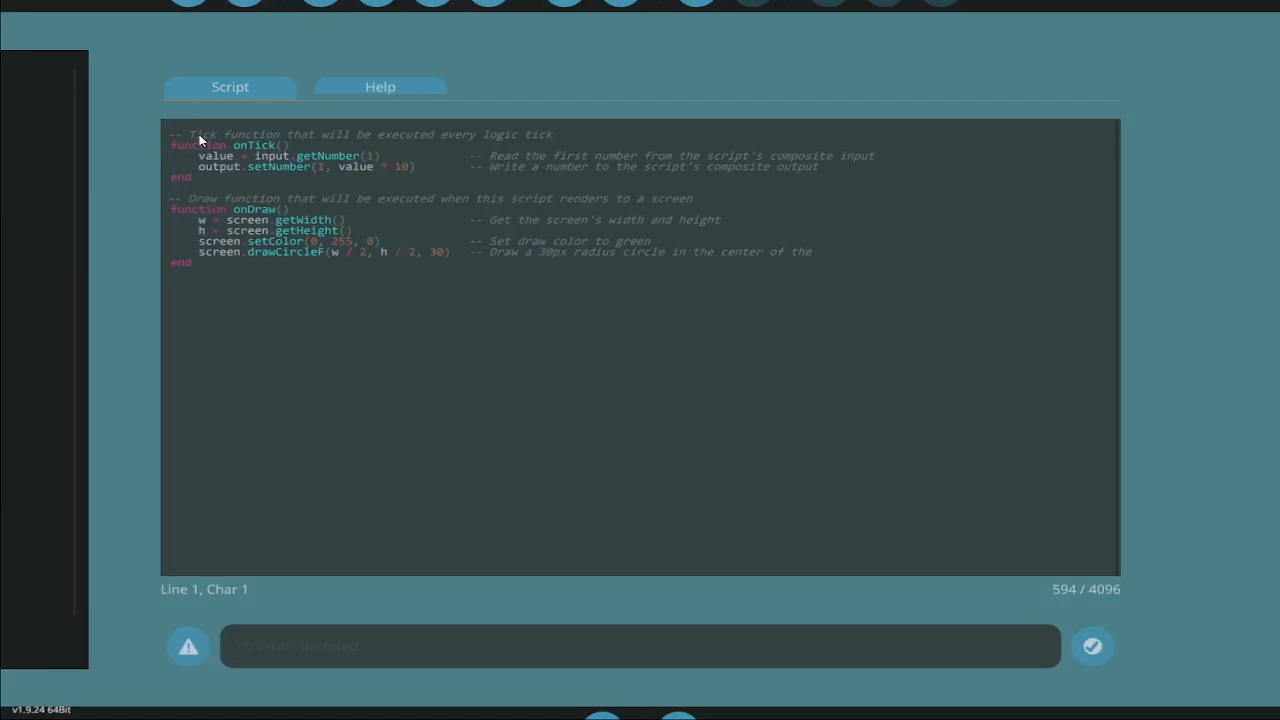 Script Help
-- Tick function that will be executed every logic tick
function onTick()
value = input.getNumber(1) -- Read the first number from the script's composite input
output.setNumber(1, value * 10) -- Write a number to the script's composite output
end
-- Draw function that will be executed when this script renders to a screen
function onDraw()
w = screen.getWidth() -- Get the screen's width and height
h = screen.getHeight()
screen.setColor(0, 255, 0) -- Set draw color to green
screen.drawCircleF(w / 2, h / 2, 30) -- Draw a 30px radius circle in the center of the
end
Line 1, Char 1 594 / 4096
no errors detected
v1.9.24 64Bit